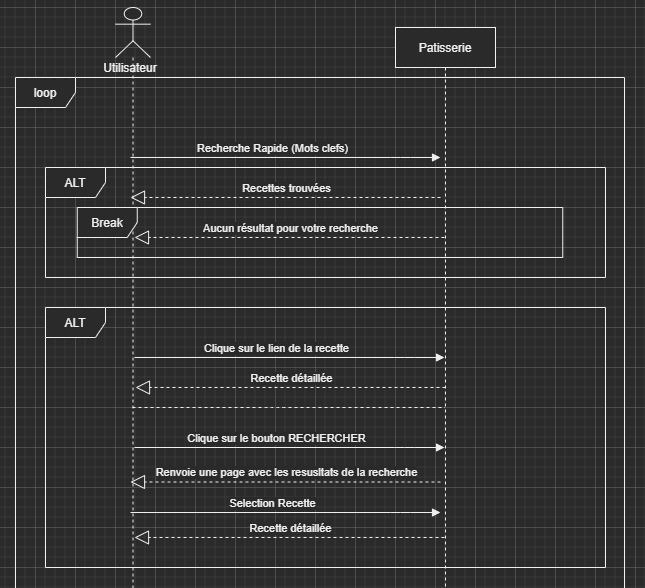 Utilisateur
Patisserie
loop
Recherche Rapide (Mots clefs)
ALT
Recettes trouvées
Break
Aucun résultat pour votre recherche
ALT
Clique sur le lien de la recette
Recette détaillée
Clique sur le bouton RECHERCHER
Renvoie une page avec les resusltats de la recherche
Selection Recette
Recette détaillée